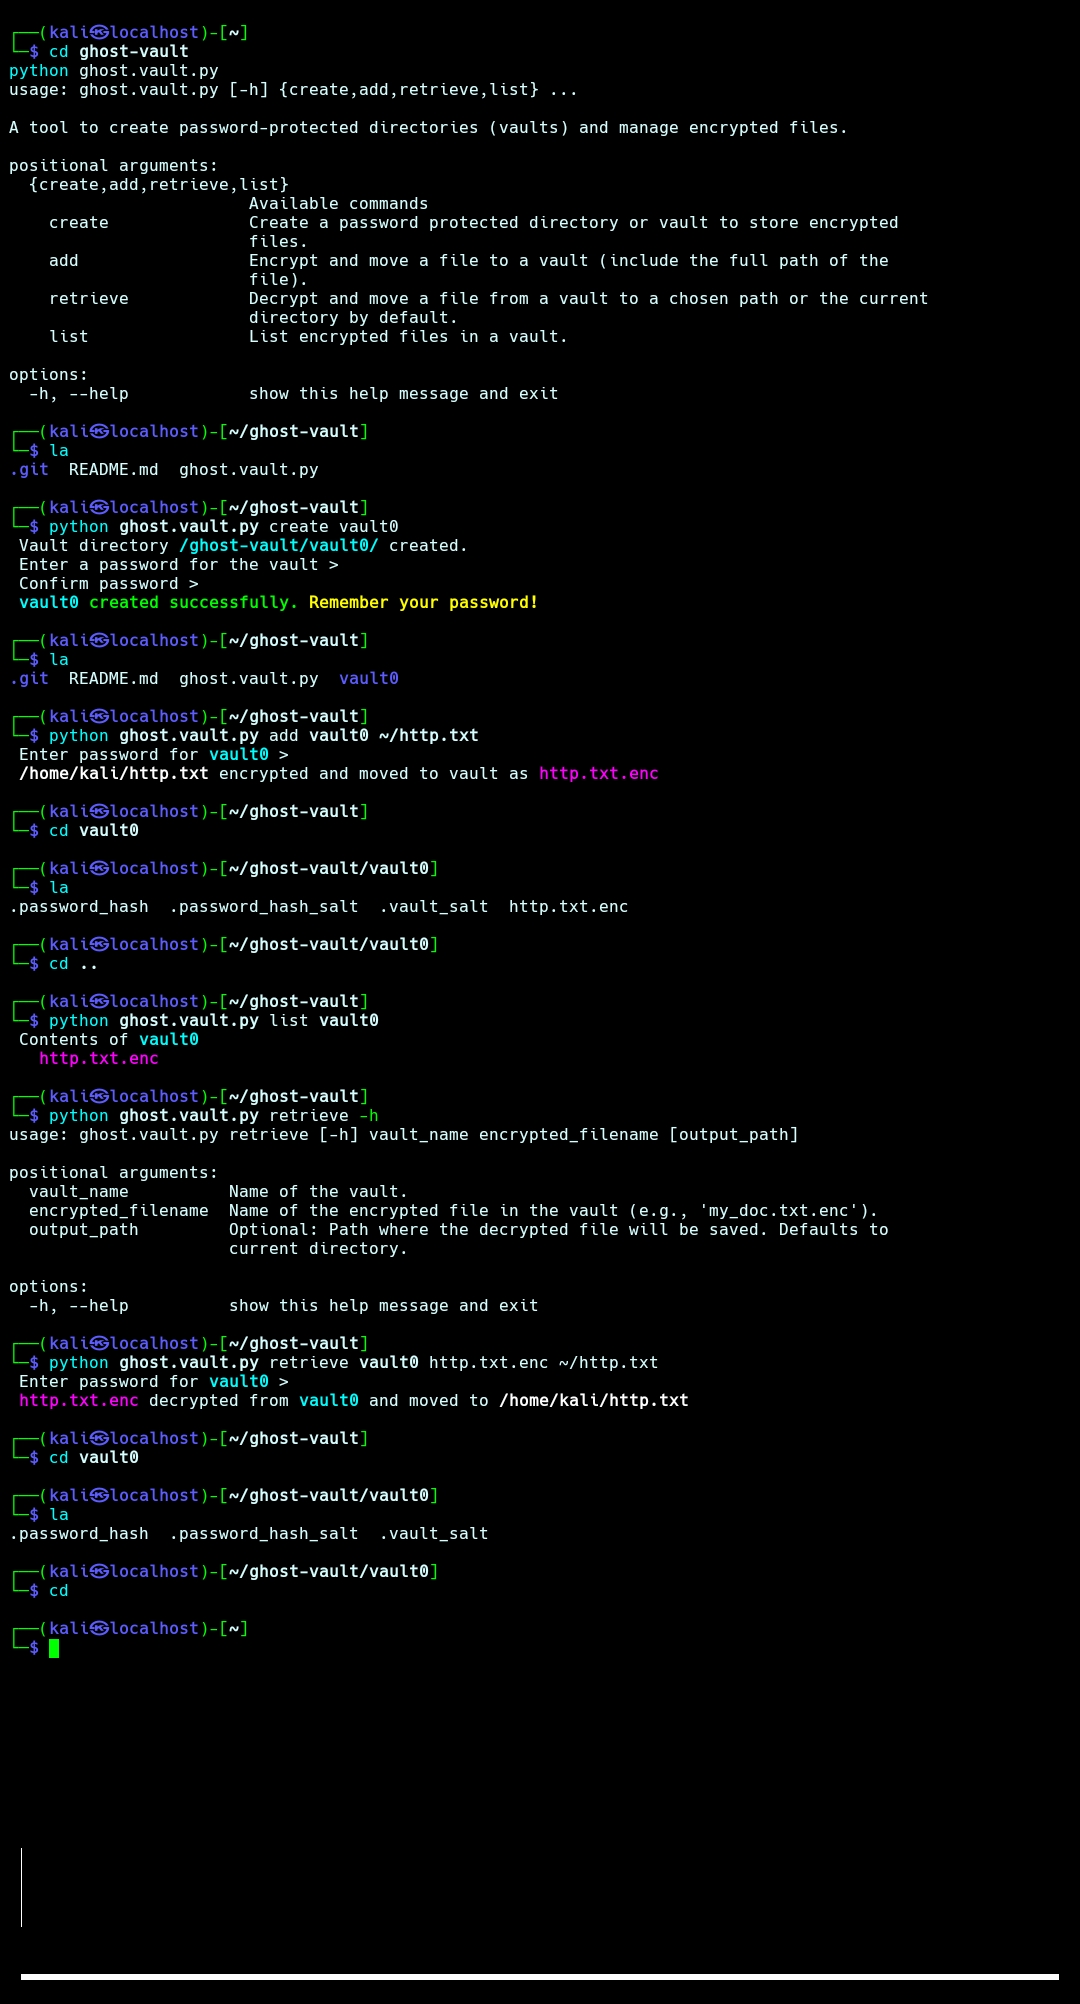 ┌──(kali㉿localhost)-[~]
└─$ cd ghost-vault
python ghost.vault.py
usage: ghost.vault.py [-h] {create,add,retrieve,list} ...
A tool to create password-protected directories (vaults) and manage encrypted files.
positional arguments:
  {create,add,retrieve,list}
                        Available commands
    create              Create a password protected directory or vault to store encrypted
                        files.
    add                 Encrypt and move a file to a vault (include the full path of the
                        file).
    retrieve            Decrypt and move a file from a vault to a chosen path or the current
                        directory by default.
    list                List encrypted files in a vault.
options:
  -h, --help            show this help message and exit
┌──(kali㉿localhost)-[~/ghost-vault]
└─$ la
.git  README.md  ghost.vault.py
┌──(kali㉿localhost)-[~/ghost-vault]
└─$ python ghost.vault.py create vault0
 Vault directory /ghost-vault/vault0/ created.
 Enter a password for the vault >
 Confirm password >
 vault0 created successfully. Remember your password!
┌──(kali㉿localhost)-[~/ghost-vault]
└─$ la
.git  README.md  ghost.vault.py  vault0
┌──(kali㉿localhost)-[~/ghost-vault]
└─$ python ghost.vault.py add vault0 ~/http.txt
 Enter password for vault0 >
 /home/kali/http.txt encrypted and moved to vault as http.txt.enc
┌──(kali㉿localhost)-[~/ghost-vault]
└─$ cd vault0
┌──(kali㉿localhost)-[~/ghost-vault/vault0]
└─$ la
.password_hash  .password_hash_salt  .vault_salt  http.txt.enc
┌──(kali㉿localhost)-[~/ghost-vault/vault0]
└─$ cd ..
┌──(kali㉿localhost)-[~/ghost-vault]
└─$ python ghost.vault.py list vault0
 Contents of vault0
   http.txt.enc
┌──(kali㉿localhost)-[~/ghost-vault]
└─$ python ghost.vault.py retrieve -h
usage: ghost.vault.py retrieve [-h] vault_name encrypted_filename [output_path]
positional arguments:
  vault_name          Name of the vault.
  encrypted_filename  Name of the encrypted file in the vault (e.g., 'my_doc.txt.enc').
  output_path         Optional: Path where the decrypted file will be saved. Defaults to
                      current directory.
options:
  -h, --help          show this help message and exit
┌──(kali㉿localhost)-[~/ghost-vault]
└─$ python ghost.vault.py retrieve vault0 http.txt.enc ~/http.txt
 Enter password for vault0 >
 http.txt.enc decrypted from vault0 and moved to /home/kali/http.txt
┌──(kali㉿localhost)-[~/ghost-vault]
└─$ cd vault0
┌──(kali㉿localhost)-[~/ghost-vault/vault0]
└─$ la
.password_hash  .password_hash_salt  .vault_salt
┌──(kali㉿localhost)-[~/ghost-vault/vault0]
└─$ cd
┌──(kali㉿localhost)-[~]
└─$